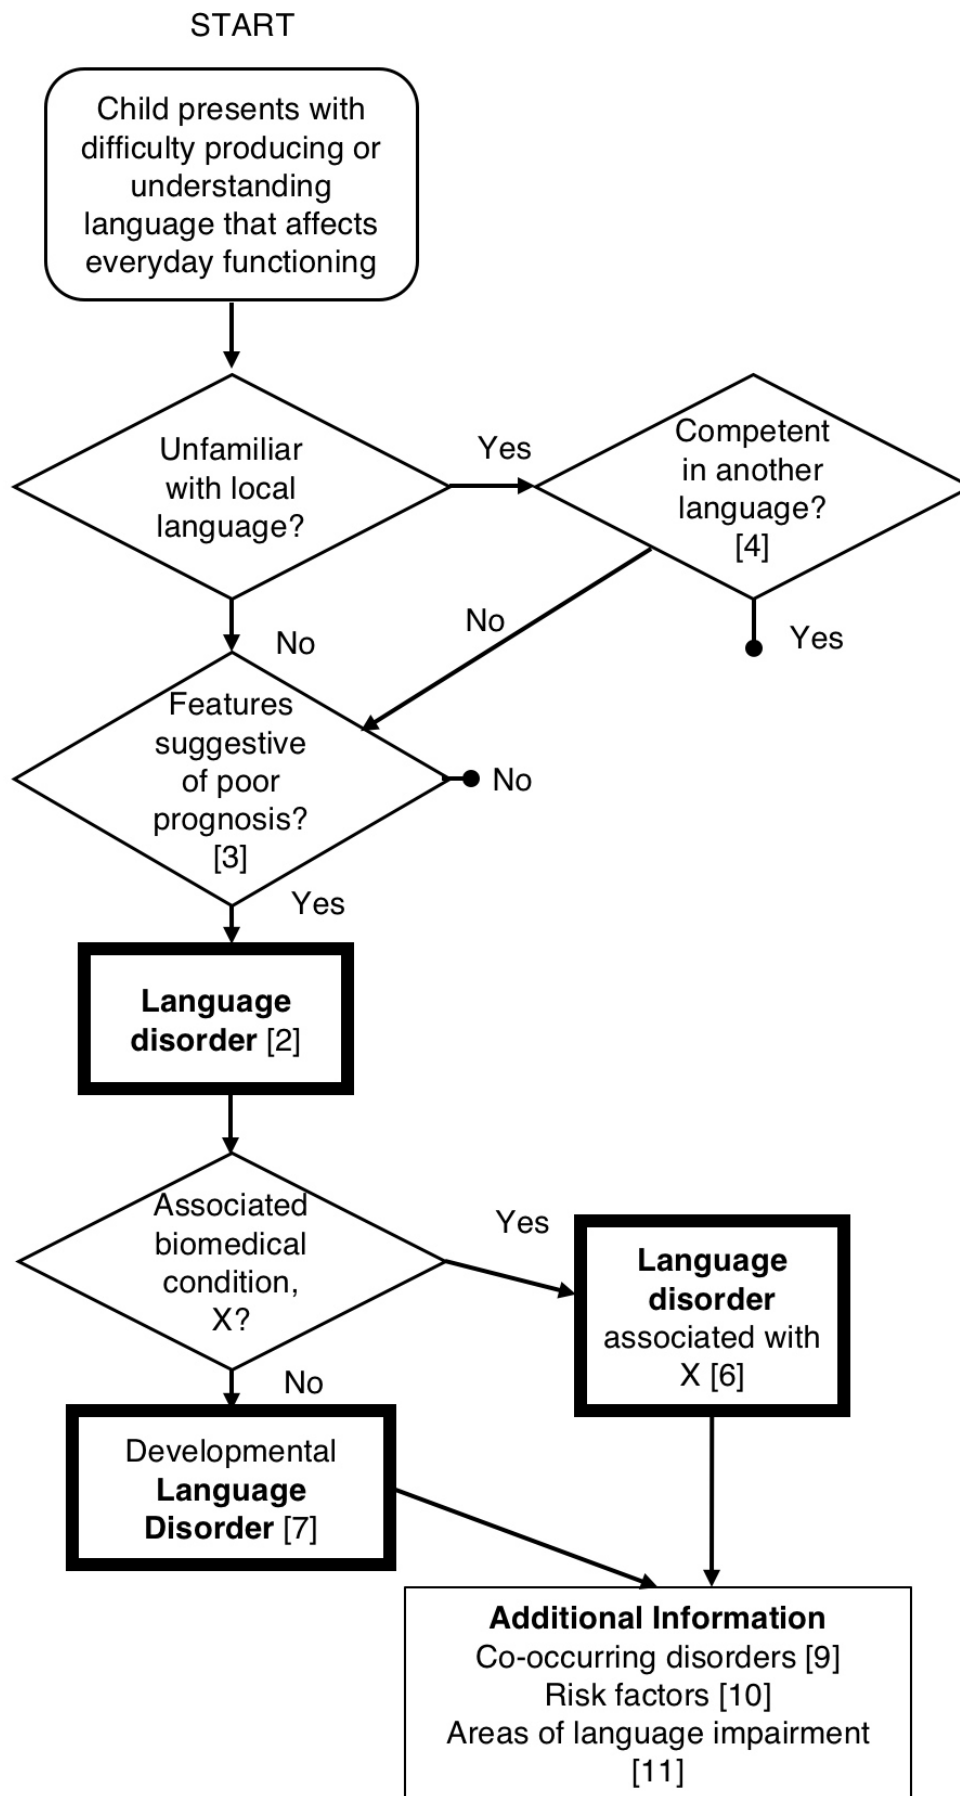 START
Child presents with
difficulty producing or
understanding
language that affects
everyday functioning
Unfamiliar
with local
language?
Yes
Competent
in another
language?
[4]
No
No
Yes
Features
suggestive
of poor
prognosis?
[3]
No
Yes
Language
disorder [2]
Associated
biomedical
condition,
X?
Yes
Language
disorder
associated with
X [6]
No
Developmental
Language
Disorder [7]
Additional Information
Co-occurring disorders [9]
Risk factors [10]
Areas of language impairment
[11]